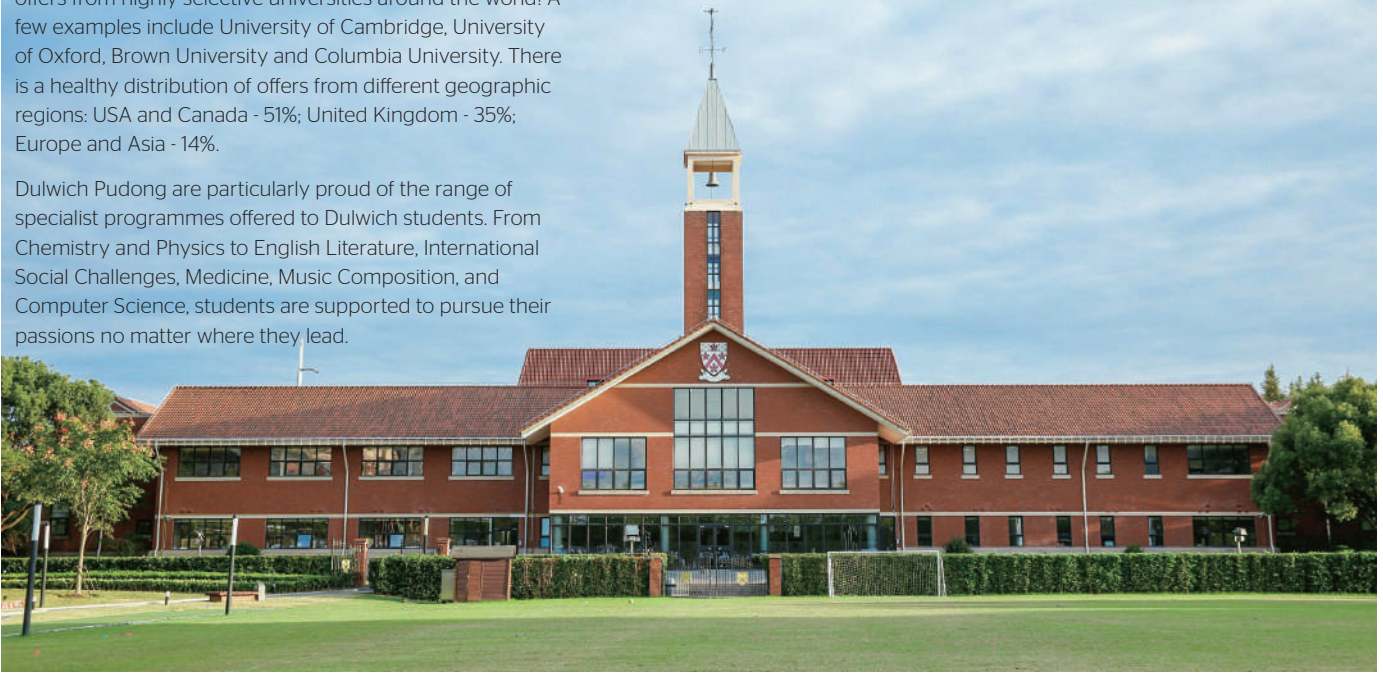 offers from highly selective universities around the world! A
few examples include University of Cambridge, University
of Oxford, Brown University and Columbia University. There
is a healthy distribution of offers from different geographic
regions: USA and Canada - 51%; United Kingdom - 35%;
Europe and Asia - 14%.
Dulwich Pudong are particularly proud of the range of
specialist programmes offered to Dulwich students. From
Chemistry and Physics to English Literature, International
Social Challenges, Medicine, Music Composition, and
Computer Science, students are supported to pursue their
passions no matter where they lead.